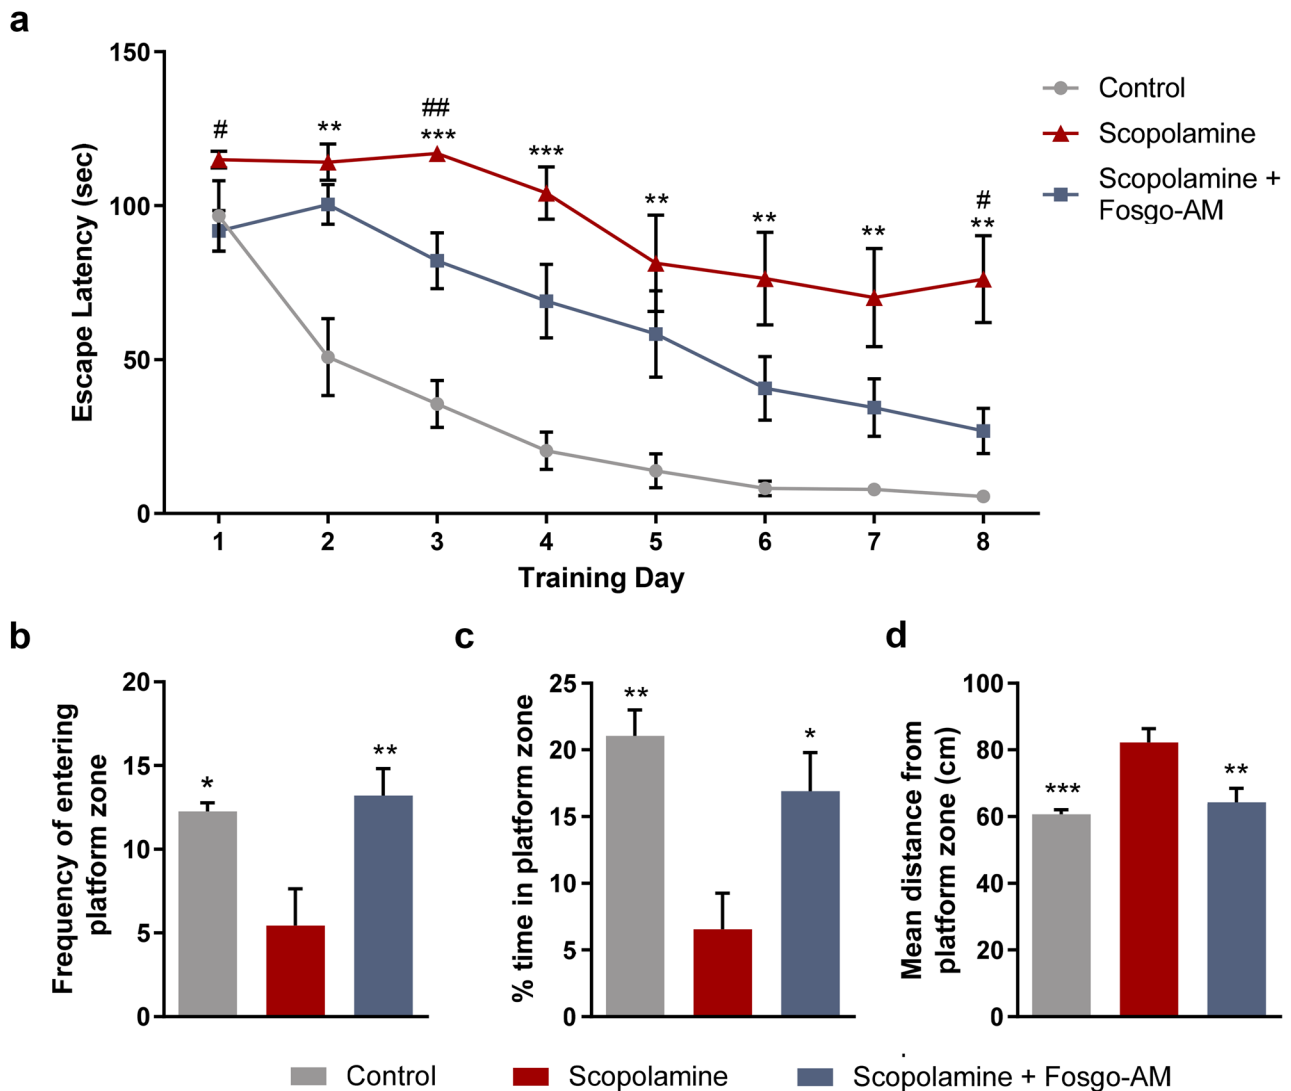 a
150
100
50
0
Escape Latency (sec)
#
**
##
***
***
**
**
**
#
**
1 2 3 4 5 6 7 8
Training Day
Control
Scopolamine
Scopolamine +
Fosgo-AM
b
20
15
10
5
0
Frequency of entering
platform zone
*
**
c
25
20
15
10
5
0
% time in platform zone
**
*
d
100
80
60
40
20
0
Mean distance from
platform zone (cm)
***
**
Control Scopolamine Scopolamine + Fosgo-AM